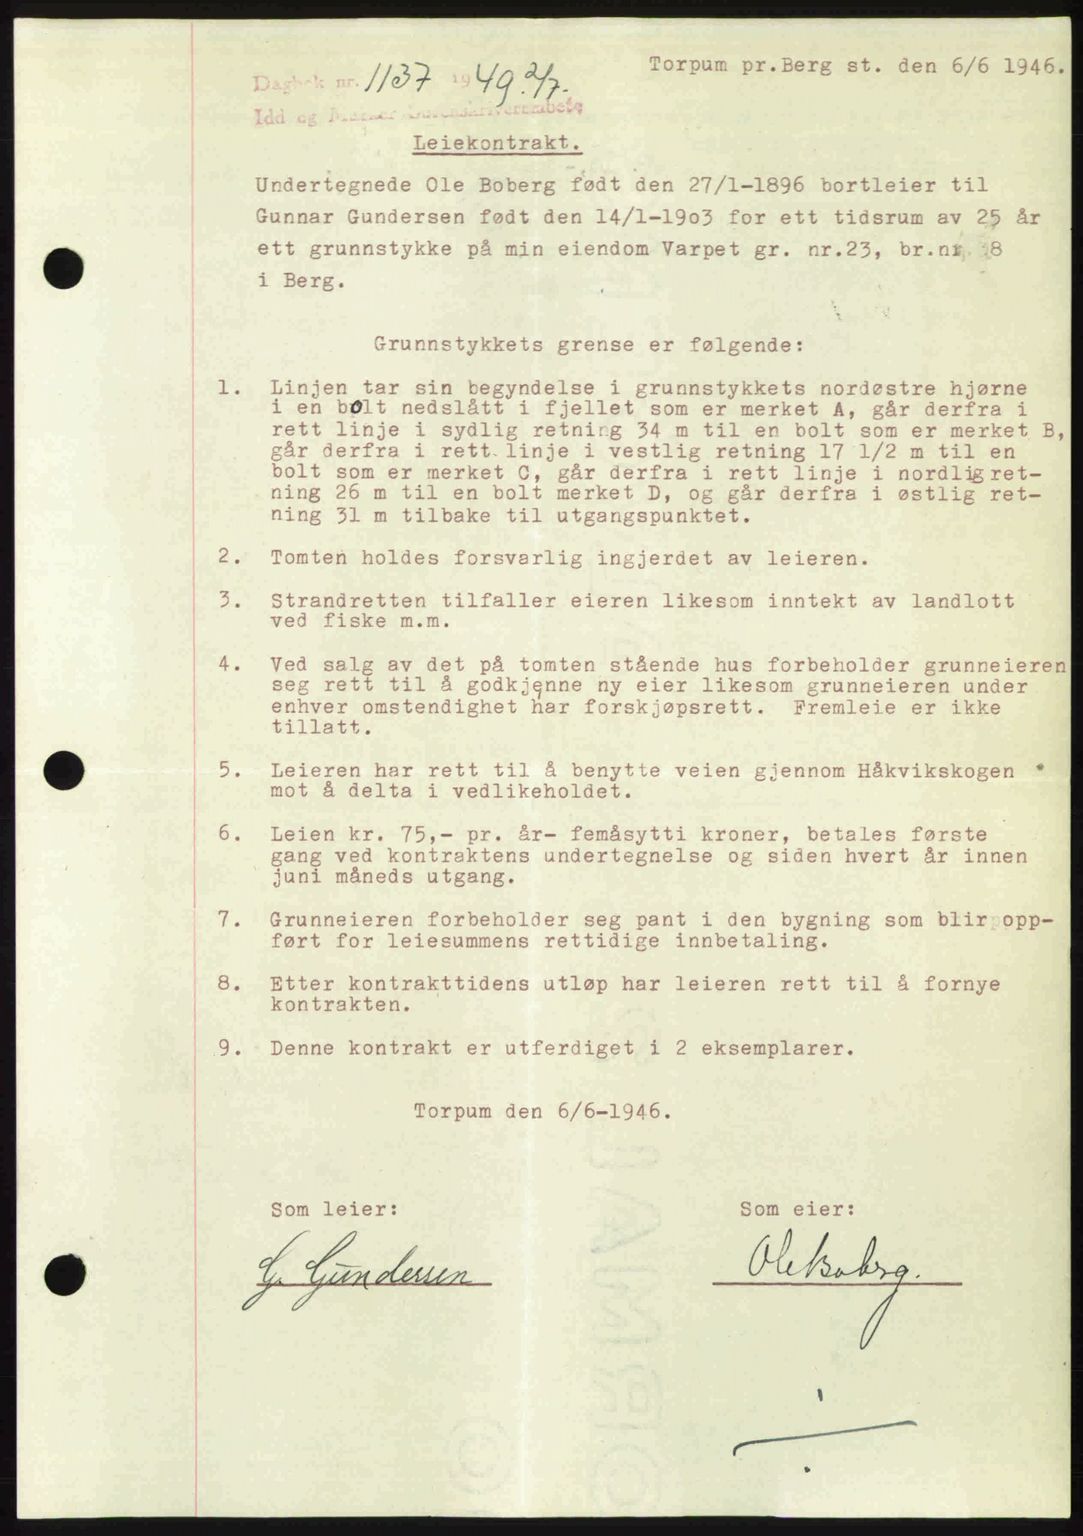 Torpum pr.Berg st. den 6/6 1946.
Dagbok nr. 1137 1949 2/7.
Idd og Marker Sorenskriverembete
Leiekontrakt.
Undertegnede Ole Boberg født den 27/1-1896 bortleier til
Gunnar Gundersen født den 14/1-19o3 for ett tidsrum av 25 år
ett grunnstykke på min eiendom Varpet gr. nr.23, br.nr 8
i Berg.
Grunnstykkets grense er følgende:
1. Linjen tar sin begyndelse i grunnstykkets nordøstre hjørne
i en bolt nedslått i fjellet som er merket A, går derfra i
rett linje i sydlig retning 34 m til en bolt som er merket B,
går derfra i rett linje i vestlig retning 17 1/2 m til en
bolt som er merket C, går derfra i rett linje i nordlig ret-
ning 26 m til en bolt merket D, og går derfra i østlig ret-
ning 31 m tilbake til utgangspunktet.
2. Tomten holdes forsvarlig ingjerdet av leieren.
3. Strandretten tilfaller eieren likesom inntekt av landlott
ved fiske m.m.
4. Ved salg av det på tomten stående hus forbeholder grunneieren
seg rett til å godkjenne ny eier likesom grunneieren under
enhver omstendighet har forskjøpsrett. Fremleie er ikke
tillatt.
5. Leieren har rett til å benytte veien gjennom Håkvikskogen
mot å delta i vedlikeholdet.
6. Leien kr. 75,- pr. år- femåsytti kroner, betales første
gang ved kontraktens undertegnelse og siden hvert år innen
juni måneds utgang.
7. Grunneieren forbeholder seg pant i den bygning som blir opp-
ført for leiesummens rettidige innbetaling.
8. Etter kontrakttidens utløp har leieren rett til å fornye
kontrakten.
9. Denne kontrakt er utferdiget i 2 eksemplarer.
Torpum den 6/6-1946.
Som leier: Som eier:
G. Gundersen Ole Boberg.